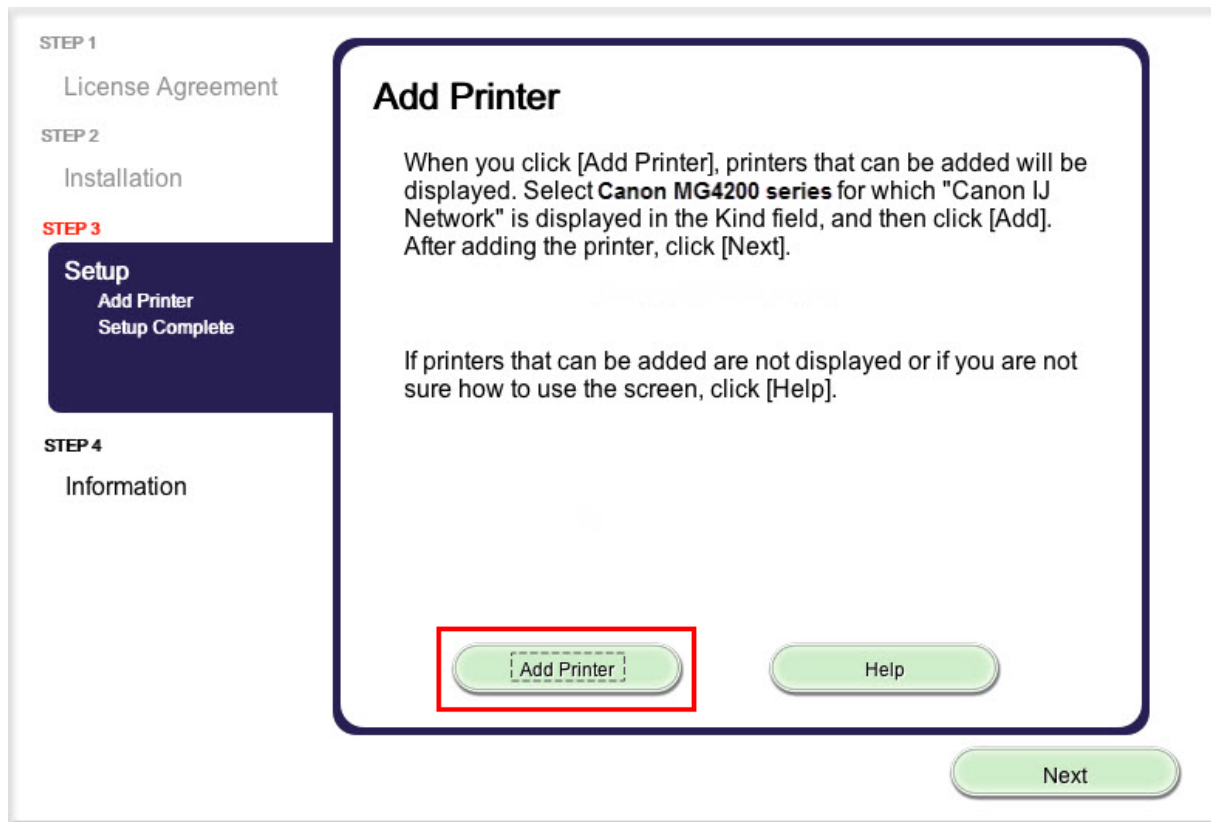 STEP 1
License Agreement
STEP 2
Installation
STEP 3
Setup
Add Printer
Setup Complete
STEP 4
Information
Add Printer
When you click [Add Printer], printers that can be added will be
displayed. Select Canon MG4200 series for which "Canon IJ
Network" is displayed in the Kind field, and then click [Add].
After adding the printer, click [Next].
If printers that can be added are not displayed or if you are not
sure how to use the screen, click [Help].
Add Printer
Help
Next